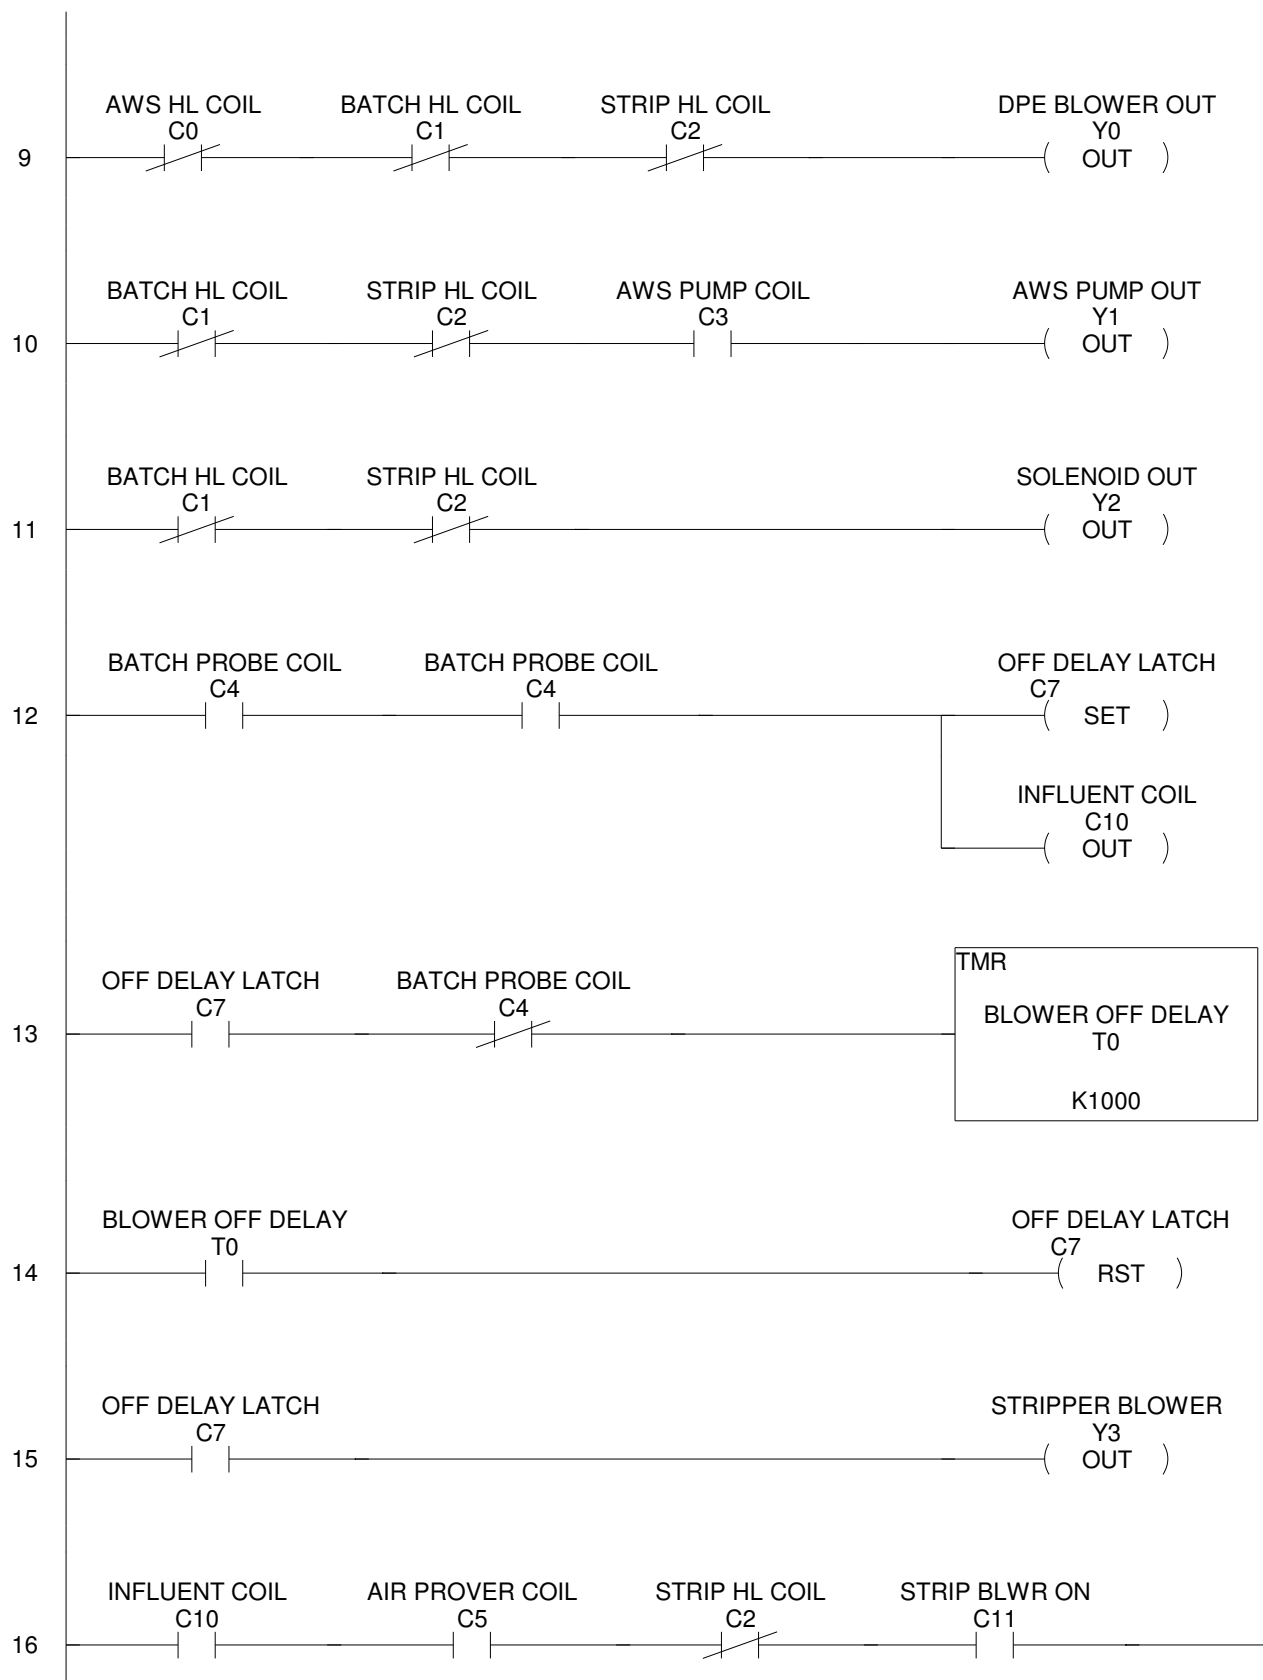 AWS HL COIL BATCH HL COIL STRIP HL COIL DPE BLOWER OUT
C0 C1 C2 Y0
9 OUT
BATCH HL COIL STRIP HL COIL AWS PUMP COIL AWS PUMP OUT
C1 C2 C3 Y1
10 OUT
BATCH HL COIL STRIP HL COIL SOLENOID OUT
C1 C2 Y2
11 OUT
BATCH PROBE COIL BATCH PROBE COIL OFF DELAY LATCH
C4 C4 C7
12 SET
INFLUENT COIL
C10
OUT
TMR
OFF DELAY LATCH BATCH PROBE COIL BLOWER OFF DELAY
C7 C4 T0
13
K1000
BLOWER OFF DELAY OFF DELAY LATCH
T0 C7
14 RST
OFF DELAY LATCH STRIPPER BLOWER
C7 Y3
15 OUT
INFLUENT COIL AIR PROVER COIL STRIP HL COIL STRIP BLWR ON
C10 C5 C2 C11
16